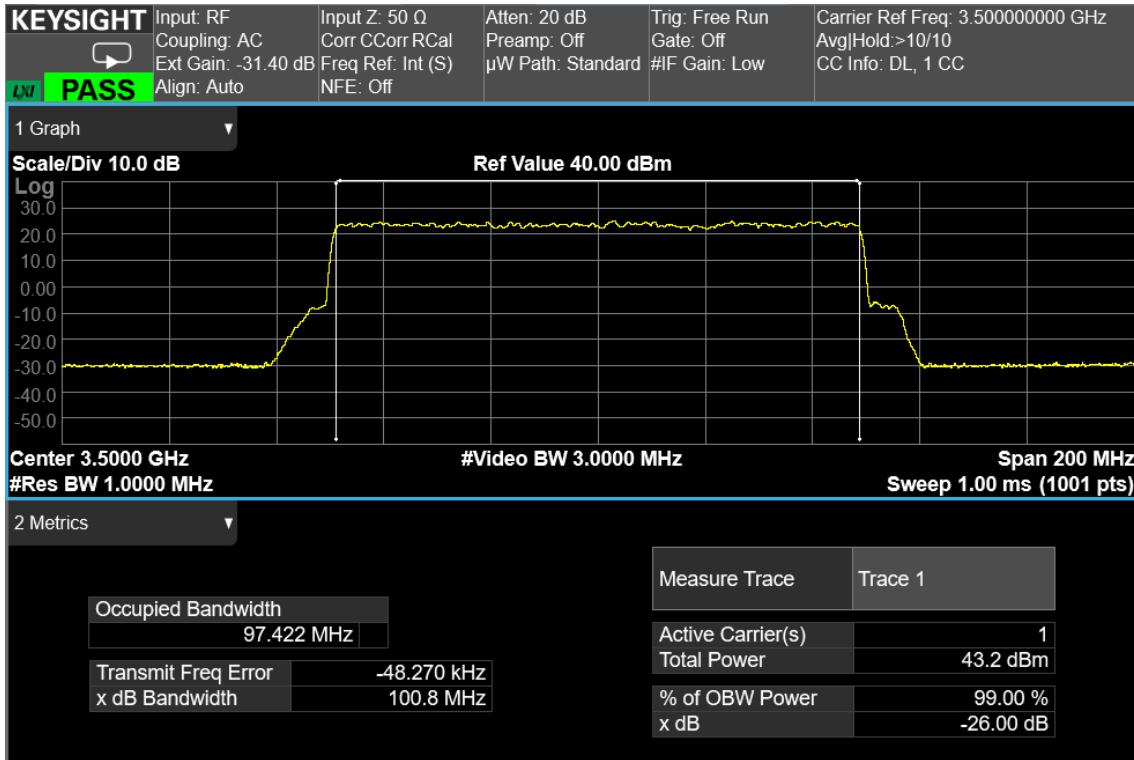 KEYSIGHT Input: RF Input Z: 50 Ω Atten: 20 dB Trig: Free Run Carrier Ref Freq: 3.500000000 GHz
Coupling: AC Corr CCorr RCal Preamp: Off Gate: Off Avg|Hold:>10/10
Ext Gain: -31.40 dB Freq Ref: Int (S) µW Path: Standard #IF Gain: Low CC Info: DL, 1 CC
LXI PASS Align: Auto NFE: Off
1 Graph ▼
Scale/Div 10.0 dB Ref Value 40.00 dBm
Log
30.0
20.0
10.0
0.00
-10.0
-20.0
-30.0
-40.0
-50.0
Center 3.5000 GHz #Video BW 3.0000 MHz Span 200 MHz
#Res BW 1.0000 MHz Sweep 1.00 ms (1001 pts)
2 Metrics ▼
Measure Trace Trace 1
Occupied Bandwidth
97.422 MHz
Active Carrier(s) 1
Total Power 43.2 dBm
Transmit Freq Error -48.270 kHz
x dB Bandwidth 100.8 MHz
% of OBW Power 99.00 %
x dB -26.00 dB